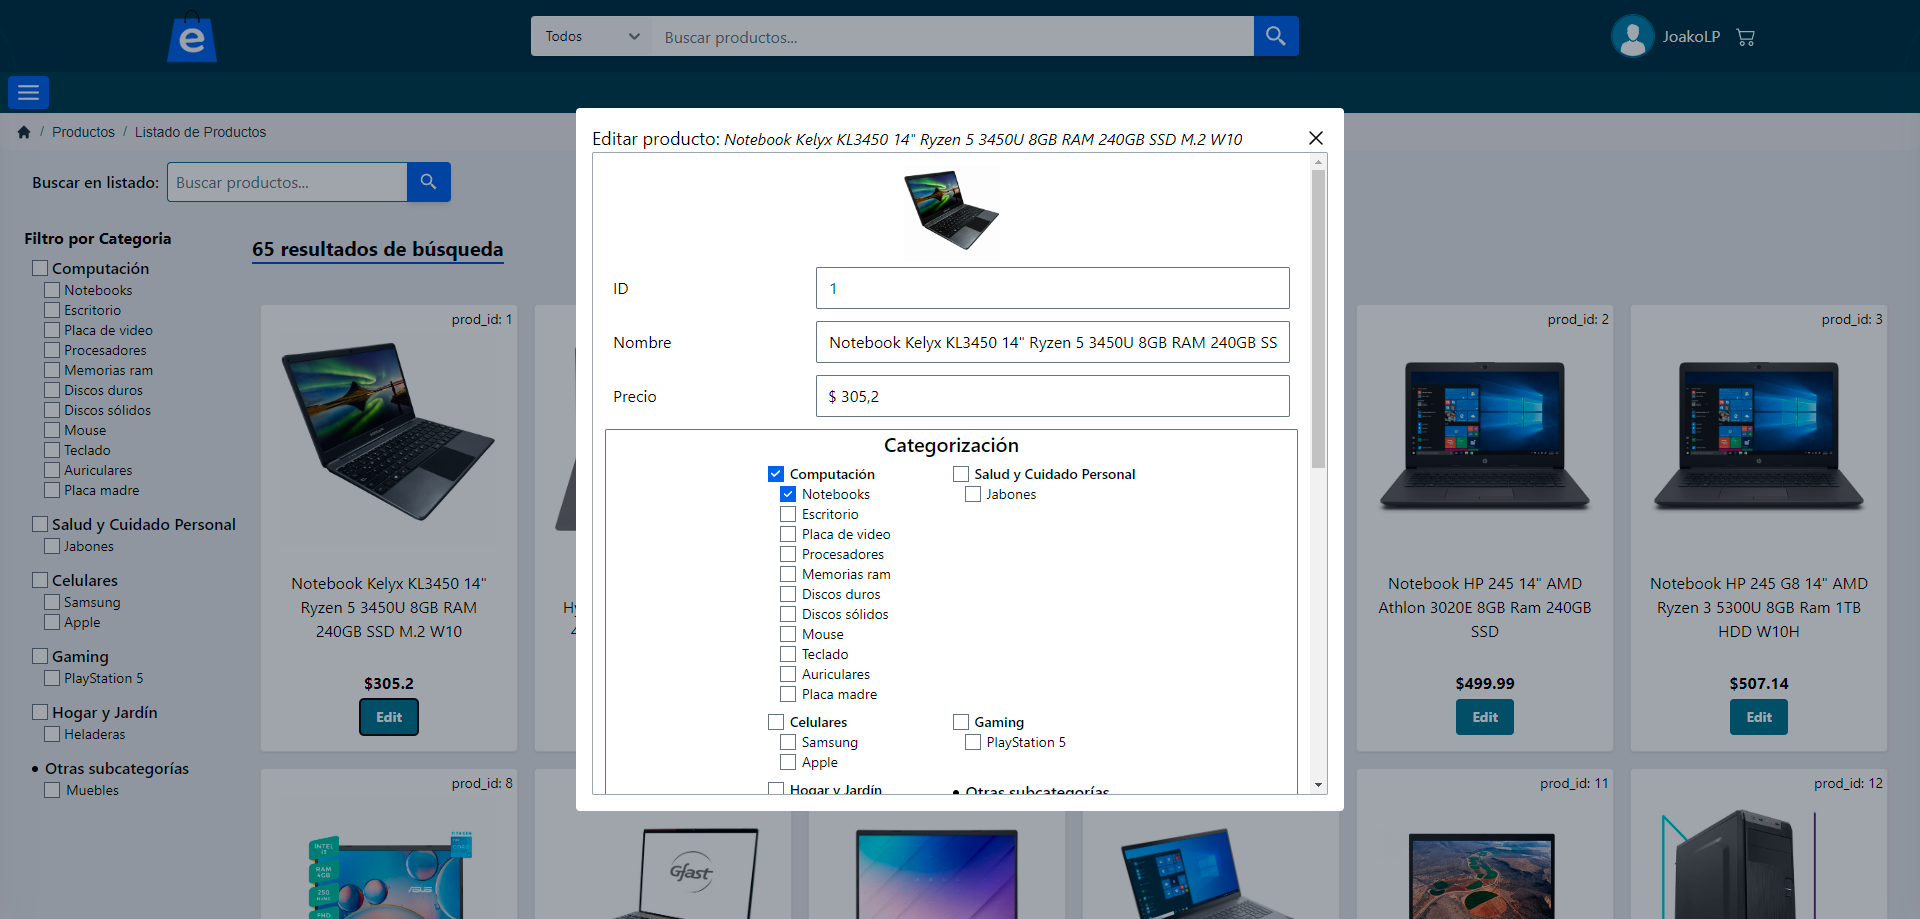 e
Todos
Buscar productos...
JoakoLP
/ Productos / Listado de Productos
Buscar en listado:
Buscar productos...
Filtro por Categoria
Computación
Notebooks
Escritorio
Placa de video
Procesadores
Memorias ram
Discos duros
Discos sólidos
Mouse
Teclado
Auriculares
Placa madre
Salud y Cuidado Personal
Jabones
Celulares
Samsung
Apple
Gaming
PlayStation 5
Hogar y Jardín
Heladeras
• Otras subcategorías
Muebles
65 resultados de búsqueda
prod_id: 1
Notebook Kelyx KL3450 14"
Ryzen 5 3450U 8GB RAM
240GB SSD M.2 W10
$305.2
Edit
Hy
4
Editar producto: Notebook Kelyx KL3450 14" Ryzen 5 3450U 8GB RAM 240GB SSD M.2 W10
ID
1
Nombre
Notebook Kelyx KL3450 14" Ryzen 5 3450U 8GB RAM 240GB SS
Precio
$ 305,2
Categorización
Computación
Notebooks
Escritorio
Placa de video
Procesadores
Memorias ram
Discos duros
Discos sólidos
Mouse
Teclado
Auriculares
Placa madre
Salud y Cuidado Personal
Jabones
Celulares
Samsung
Apple
Gaming
PlayStation 5
Hogar y Jardín
• Otras subcategorías
prod_id: 2
Notebook HP 245 14" AMD
Athlon 3020E 8GB Ram 240GB
SSD
$499.99
Edit
prod_id: 3
Notebook HP 245 G8 14" AMD
Ryzen 3 5300U 8GB Ram 1TB
HDD W10H
$507.14
Edit
prod_id: 8
INTEL
I3
RAM
4GB
FHD
ASUS
Gfast
prod_id: 11
prod_id: 12